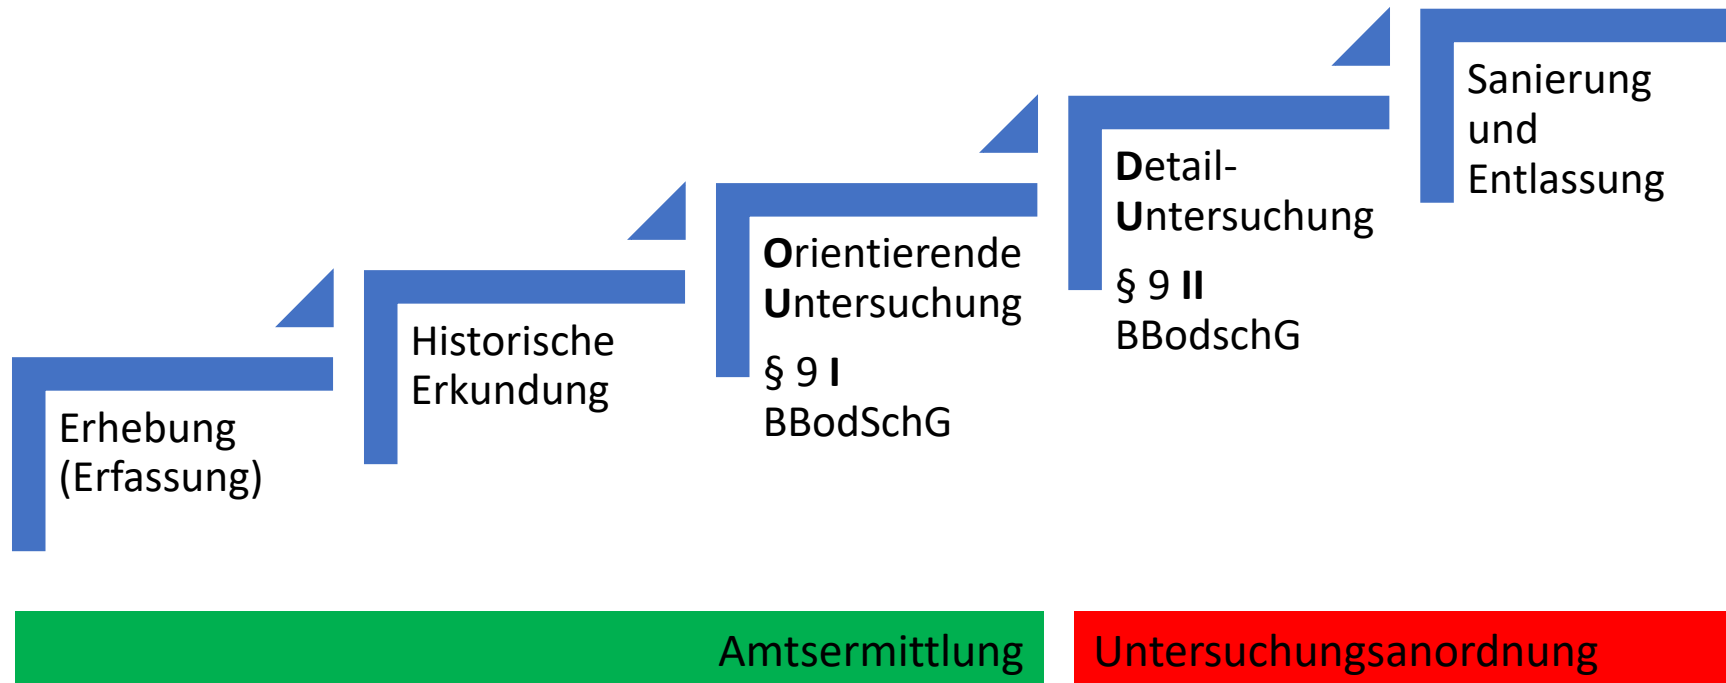 Erhebung
(Erfassung)
Historische
Erkundung
Orientierende
Untersuchung
§ 9 I
BBodSchG
Detail-
Untersuchung
§ 9 II
BBodschG
Sanierung
und
Entlassung
Amtsermittlung
Untersuchungsanordnung